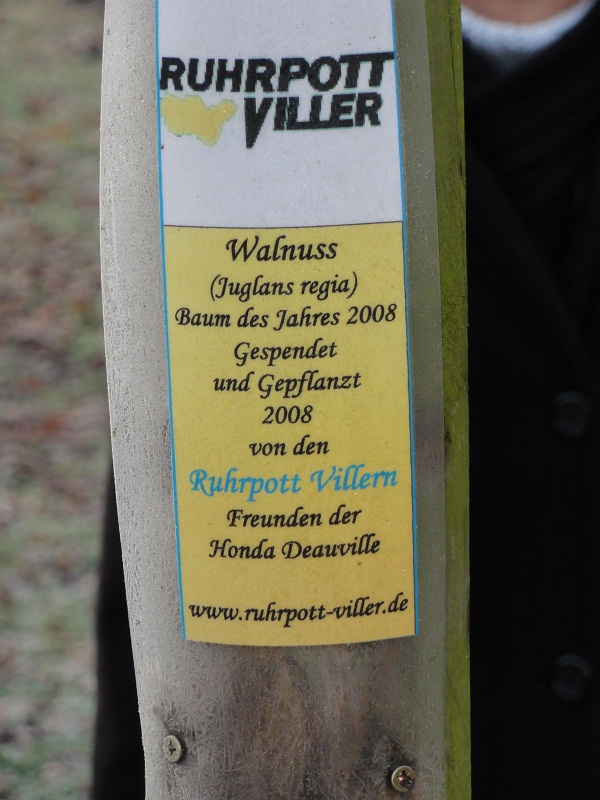 RUHRPOTT
VILLER
Walnuss
(Juglans regia)
Baum des Jahres 2008
Gespendet
und Gepflanzt
2008
von den
Ruhrpott Villern
Freunden der
Honda Deauville
www.ruhrpott-viller.de